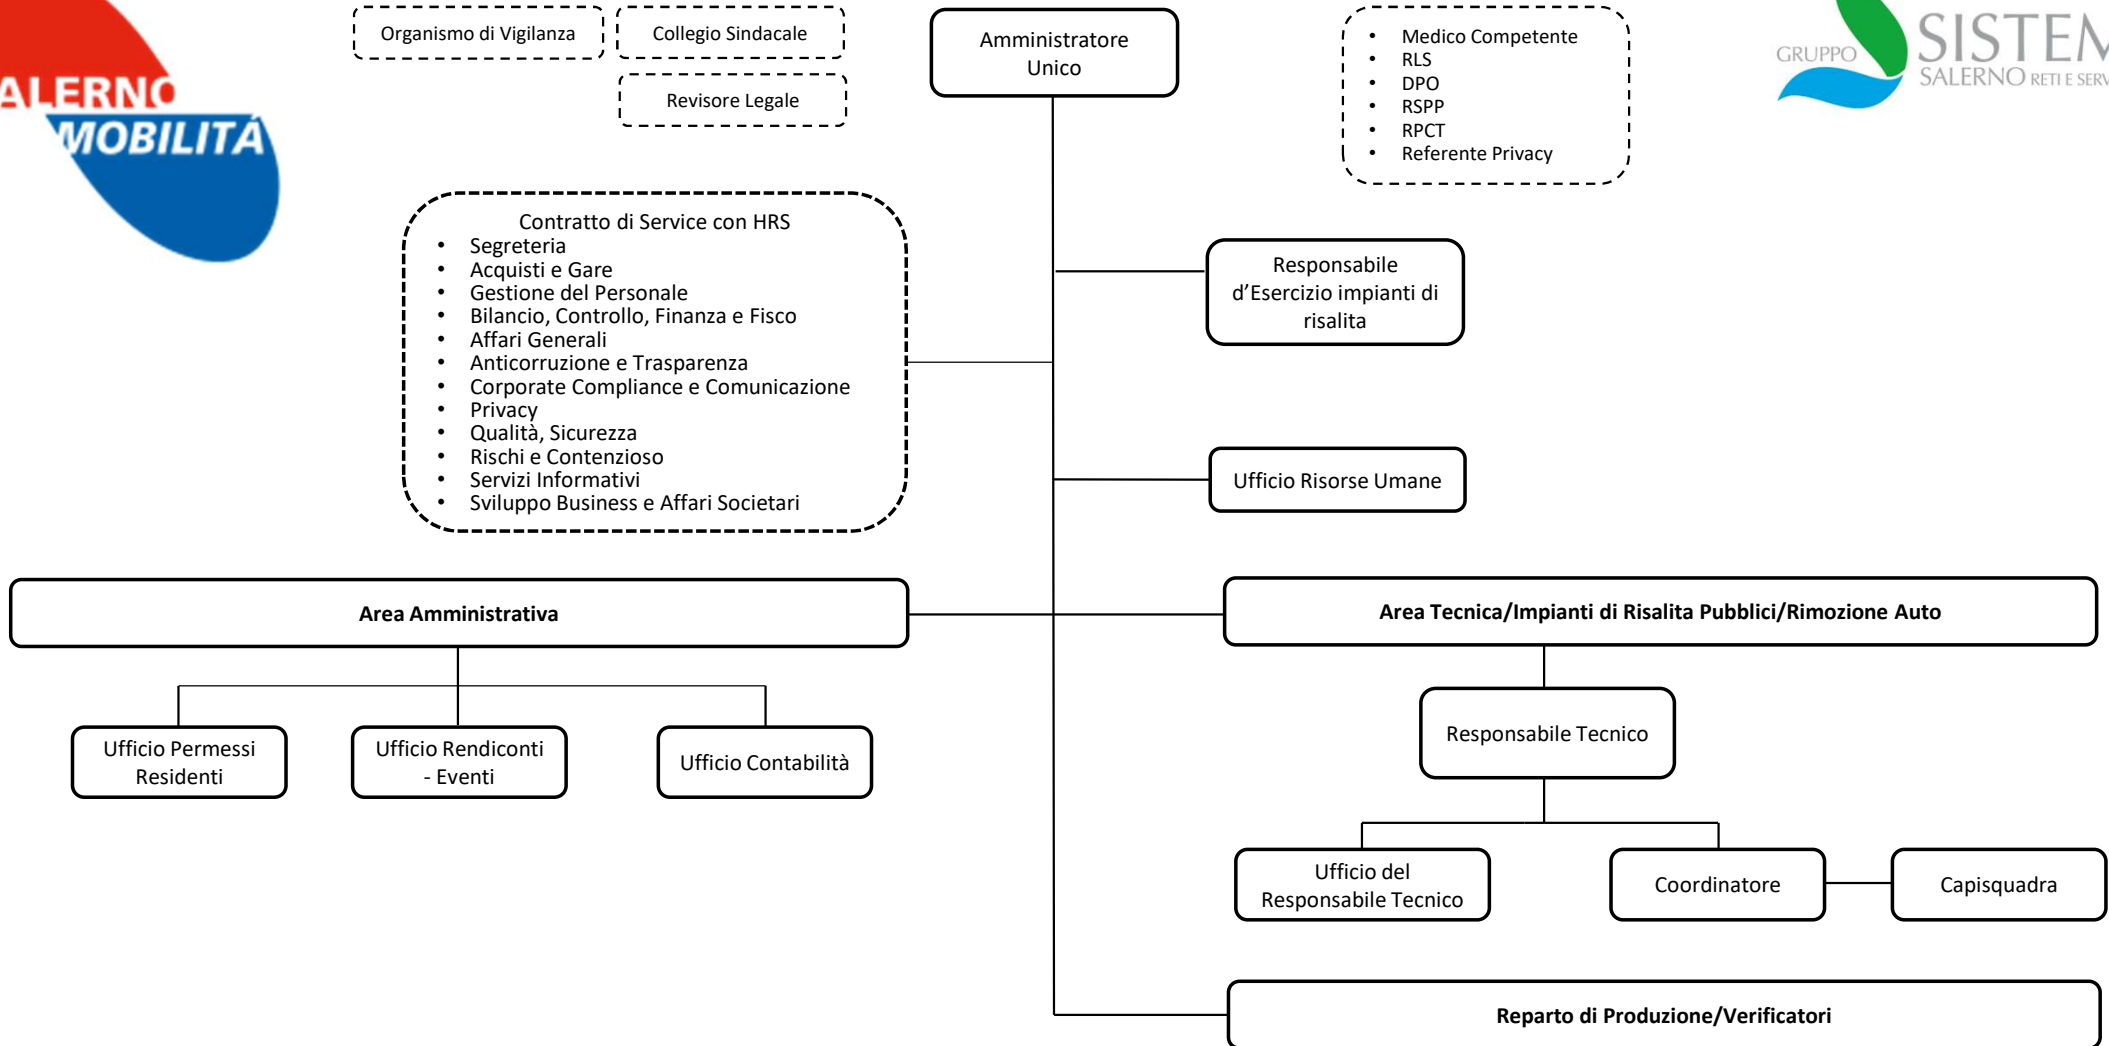 ALERNO
MOBILITÁ
Organismo di Vigilanza
Collegio Sindacale
Revisore Legale
Amministratore
Unico
• Medico Competente
• RLS
• DPO
• RSPP
• RPCT
• Referente Privacy
GRUPPO
SISTEM
SALERNO RETI E SERV
Contratto di Service con HRS
• Segreteria
• Acquisti e Gare
• Gestione del Personale
• Bilancio, Controllo, Finanza e Fisco
• Affari Generali
• Anticorruzione e Trasparenza
• Corporate Compliance e Comunicazione
• Privacy
• Qualità, Sicurezza
• Rischi e Contenzioso
• Servizi Informativi
• Sviluppo Business e Affari Societari
Responsabile
d’Esercizio impianti di
risalita
Ufficio Risorse Umane
Area Amministrativa
Area Tecnica/Impianti di Risalita Pubblici/Rimozione Auto
Ufficio Permessi
Residenti
Ufficio Rendiconti
- Eventi
Ufficio Contabilità
Responsabile Tecnico
Ufficio del
Responsabile Tecnico
Coordinatore
Capisquadra
Reparto di Produzione/Verificatori